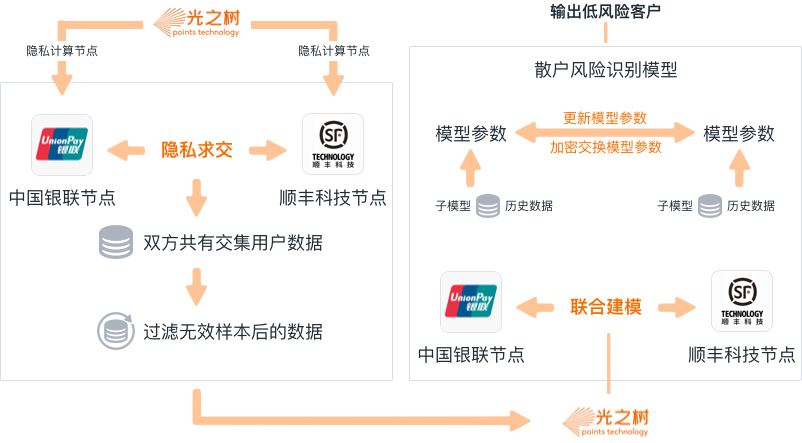 光之树
points technology
隐私计算节点
隐私计算节点
UnionPay
银联
隐私求交
SF
TECHNOLOGY
顺丰科技
中国银联节点
顺丰科技节点
双方共有交集用户数据
过滤无效样本后的数据
输出低风险客户
散户风险识别模型
模型参数
更新模型参数
加密交换模型参数
模型参数
子模型
历史数据
子模型
历史数据
UnionPay
银联
联合建模
SF
TECHNOLOGY
顺丰科技
中国银联节点
顺丰科技节点
光之树
points technology